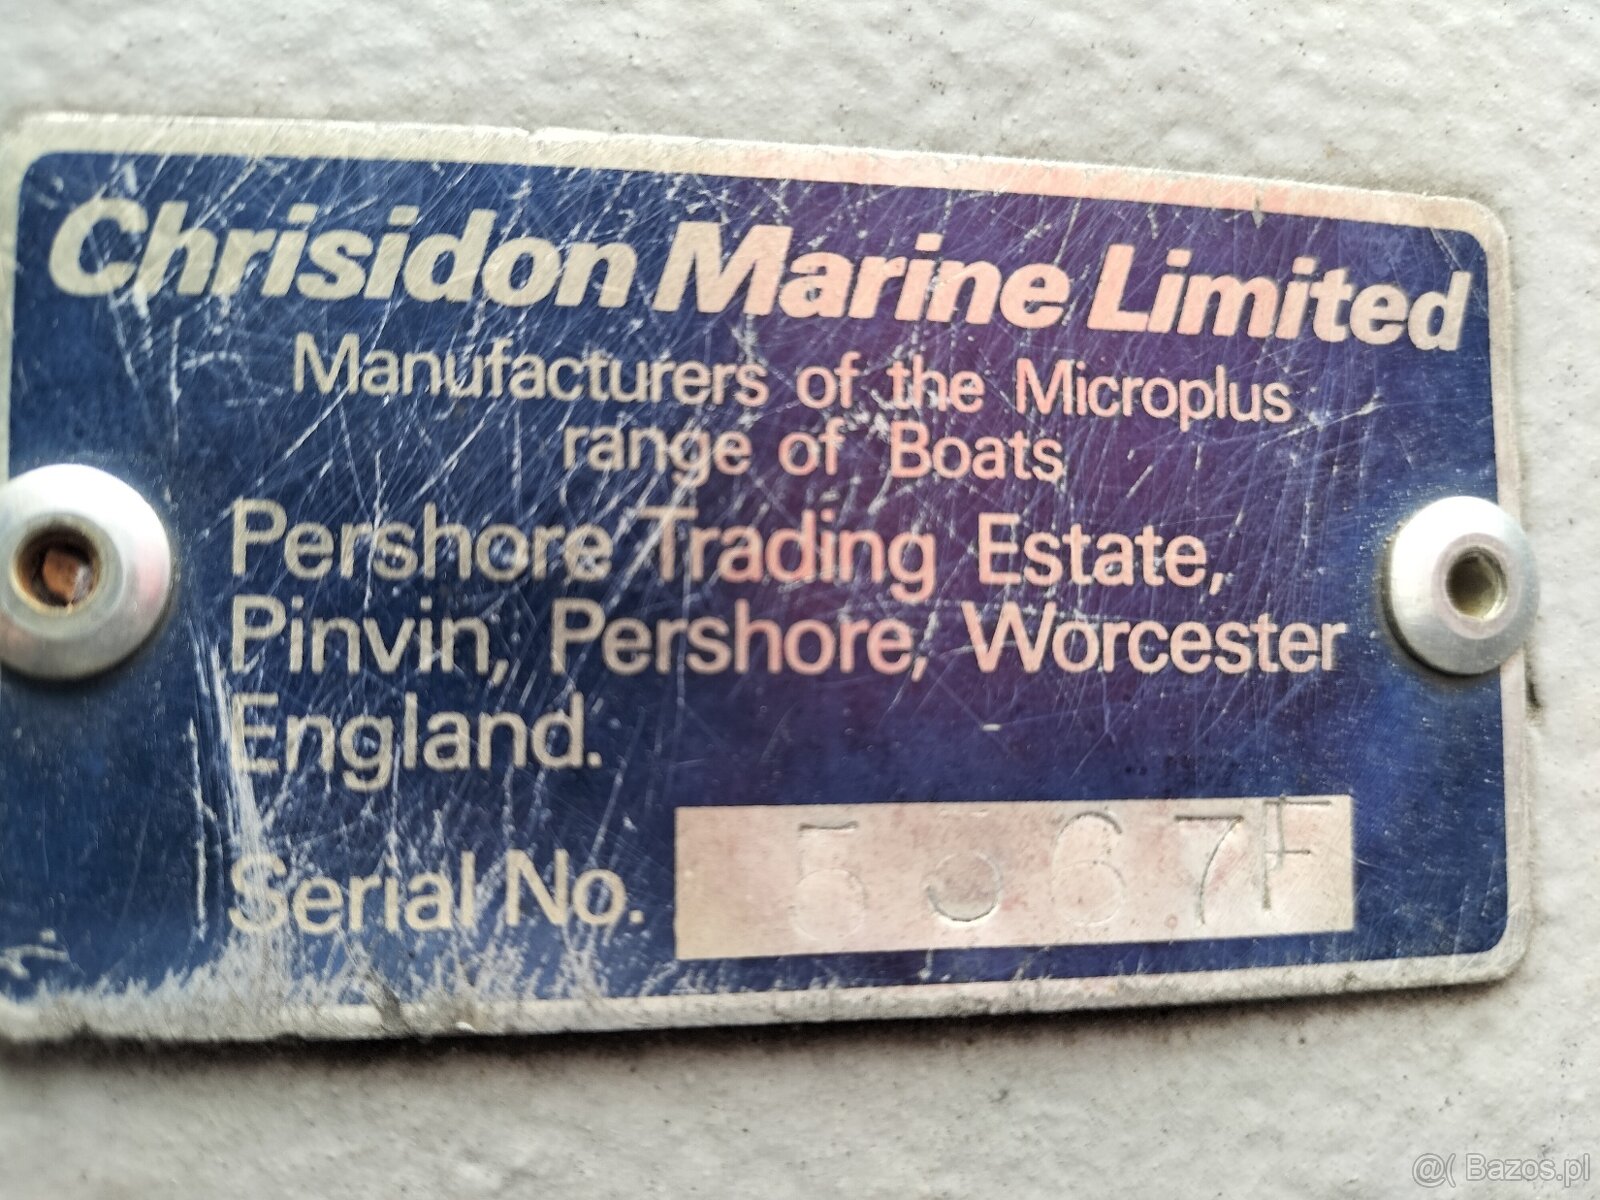 Chrisidon Marine Limited
Manufacturers of the Microplus
range of Boats
Pershore Trading Estate,
Pinvin, Pershore, Worcester
England.
Serial No.
@( Bazos.pl